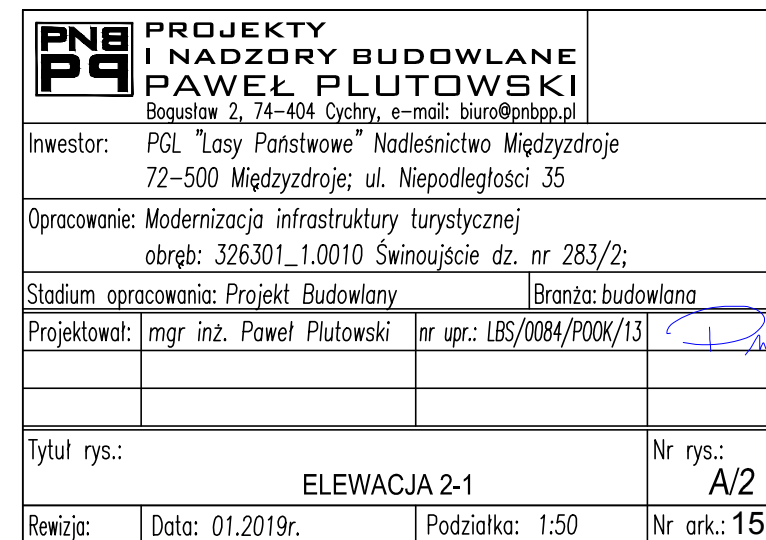 PNB
PP
PROJEKTY
I NADZORY BUDOWLANE
PAWEŁ PLUTOWSKI
Bogusław 2, 74-404 Cychry, e-mail: biuro@pnbpp.pl
Inwestor: PGL "Lasy Państwowe" Nadleśnictwo Międzyzdroje
72-500 Międzyzdroje; ul. Niepodległości 35
Opracowanie: Modernizacja infrastruktury turystycznej
obręb: 326301_1.0010 Świnoujście dz. nr 283/2;
Stadium opracowania: Projekt Budowlany Branża: budowlana
Projektował: mgr inż. Paweł Plutowski nr upr.: LBS/0084/POOK/13
Tytuł rys.: Nr rys.:
ELEWACJA 2-1 A/2
Rewizja: Data: 01.2019r. Podziałka: 1:50 Nr ark.: 15